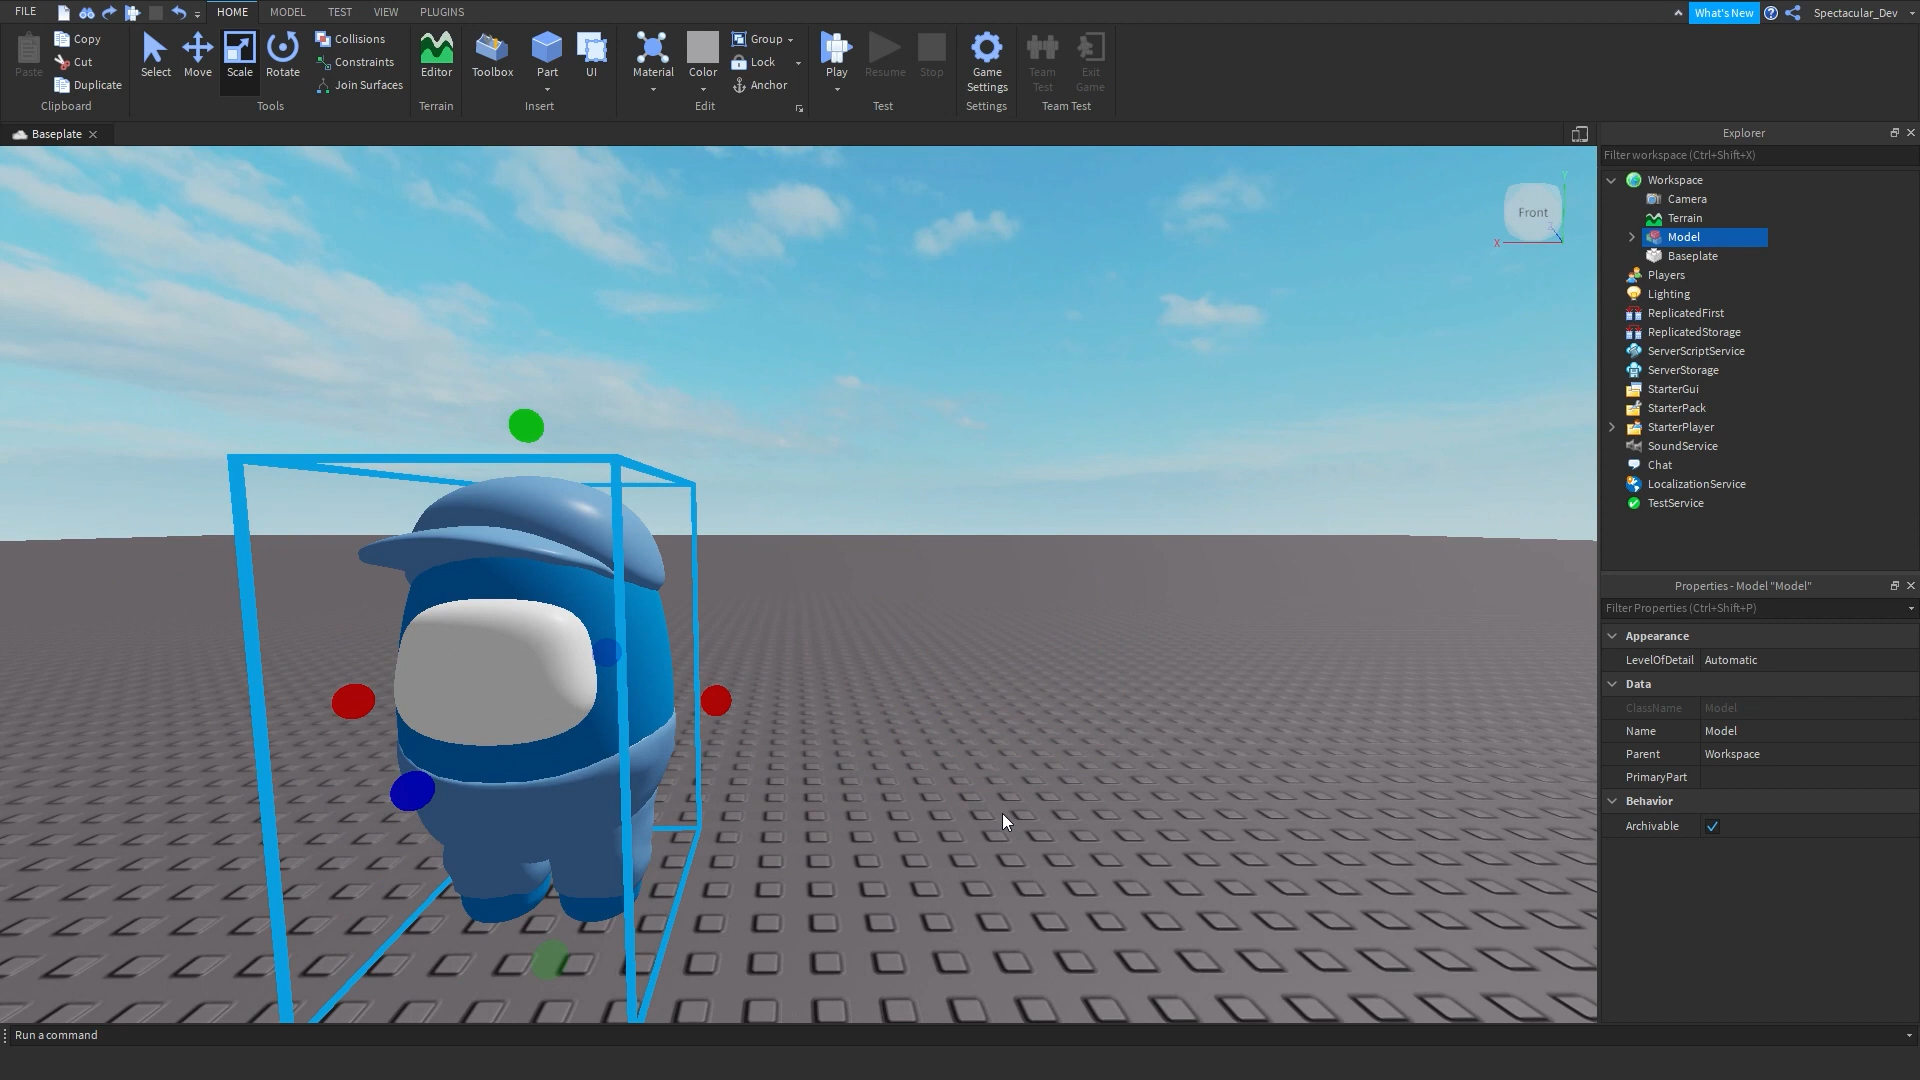 FILE HOME MODEL TEST VIEW PLUGINS What's New Spectacular_Dev
Paste
Copy
Cut
Duplicate
Clipboard
Select Move Scale Rotate
Collisions
Constraints
Join Surfaces
Tools
Editor
Terrain
Toolbox Part UI
Insert
Material Color
Group
Lock
Anchor
Edit
Play Resume Stop
Test
Game
Settings
Settings
Team
Test
Exit
Game
Team Test
Baseplate
Front
Y
X
Z
Explorer
Filter workspace (Ctrl+Shift+X)
Workspace
Camera
Terrain
Model
Baseplate
Players
Lighting
ReplicatedFirst
ReplicatedStorage
ServerScriptService
ServerStorage
StarterGui
StarterPack
StarterPlayer
SoundService
Chat
LocalizationService
TestService
Properties - Model "Model"
Filter Properties (Ctrl+Shift+P)
Appearance
LevelOfDetail Automatic
Data
ClassName Model
Name Model
Parent Workspace
PrimaryPart
Behavior
Archivable
Run a command